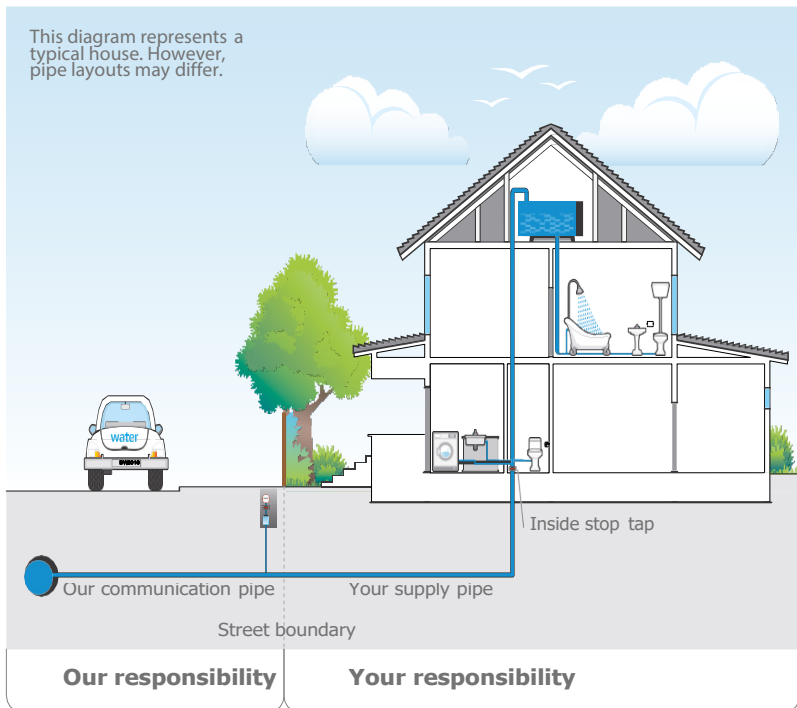 This diagram represents a
typical house. However,
pipe layouts may differ.
water
Inside stop tap
Our communication pipe
Your supply pipe
Street boundary
Our responsibility
Your responsibility